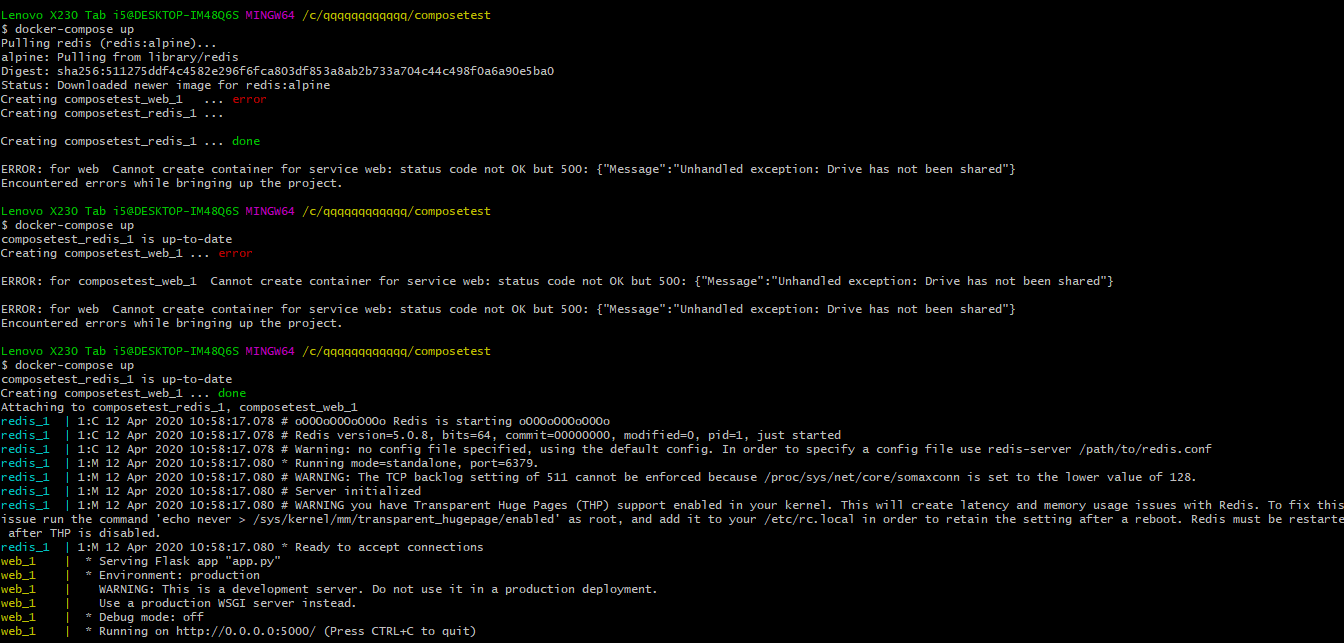 Lenovo X230 Tab i5@DESKTOP-IM48Q6S MINGW64 /c/qqqqqqqqqqqq/composetest
$ docker-compose up
Pulling redis (redis:alpine)...
alpine: Pulling from library/redis
Digest: sha256:511275ddf4c4582e296f6fca803df853a8ab2b733a704c44c498f0a6a90e5ba0
Status: Downloaded newer image for redis:alpine
Creating composetest_web_1   ... error
Creating composetest_redis_1 ...
Creating composetest_redis_1 ... done
ERROR: for web  Cannot create container for service web: status code not OK but 500: {"Message":"Unhandled exception: Drive has not been shared"}
Encountered errors while bringing up the project.
Lenovo X230 Tab i5@DESKTOP-IM48Q6S MINGW64 /c/qqqqqqqqqqqq/composetest
$ docker-compose up
composetest_redis_1 is up-to-date
Creating composetest_web_1 ... error
ERROR: for composetest_web_1  Cannot create container for service web: status code not OK but 500: {"Message":"Unhandled exception: Drive has not been shared"}
ERROR: for web  Cannot create container for service web: status code not OK but 500: {"Message":"Unhandled exception: Drive has not been shared"}
Encountered errors while bringing up the project.
Lenovo X230 Tab i5@DESKTOP-IM48Q6S MINGW64 /c/qqqqqqqqqqqq/composetest
$ docker-compose up
composetest_redis_1 is up-to-date
Creating composetest_web_1 ... done
Attaching to composetest_redis_1, composetest_web_1
redis_1  | 1:C 12 Apr 2020 10:58:17.078 # oO0OoO0OoO0Oo Redis is starting oO0OoO0OoO0Oo
redis_1  | 1:C 12 Apr 2020 10:58:17.078 # Redis version=5.0.8, bits=64, commit=00000000, modified=0, pid=1, just started
redis_1  | 1:C 12 Apr 2020 10:58:17.078 # Warning: no config file specified, using the default config. In order to specify a config file use redis-server /path/to/redis.conf
redis_1  | 1:M 12 Apr 2020 10:58:17.080 * Running mode=standalone, port=6379.
redis_1  | 1:M 12 Apr 2020 10:58:17.080 # WARNING: The TCP backlog setting of 511 cannot be enforced because /proc/sys/net/core/somaxconn is set to the lower value of 128.
redis_1  | 1:M 12 Apr 2020 10:58:17.080 # Server initialized
redis_1  | 1:M 12 Apr 2020 10:58:17.080 # WARNING you have Transparent Huge Pages (THP) support enabled in your kernel. This will create latency and memory usage issues with Redis. To fix this
issue run the command 'echo never > /sys/kernel/mm/transparent_hugepage/enabled' as root, and add it to your /etc/rc.local in order to retain the setting after a reboot. Redis must be restarte
after THP is disabled.
redis_1  | 1:M 12 Apr 2020 10:58:17.080 * Ready to accept connections
web_1    |  * Serving Flask app "app.py"
web_1    |  * Environment: production
web_1    |    WARNING: This is a development server. Do not use it in a production deployment.
web_1    |    Use a production WSGI server instead.
web_1    |  * Debug mode: off
web_1    |  * Running on http://0.0.0.0:5000/ (Press CTRL+C to quit)